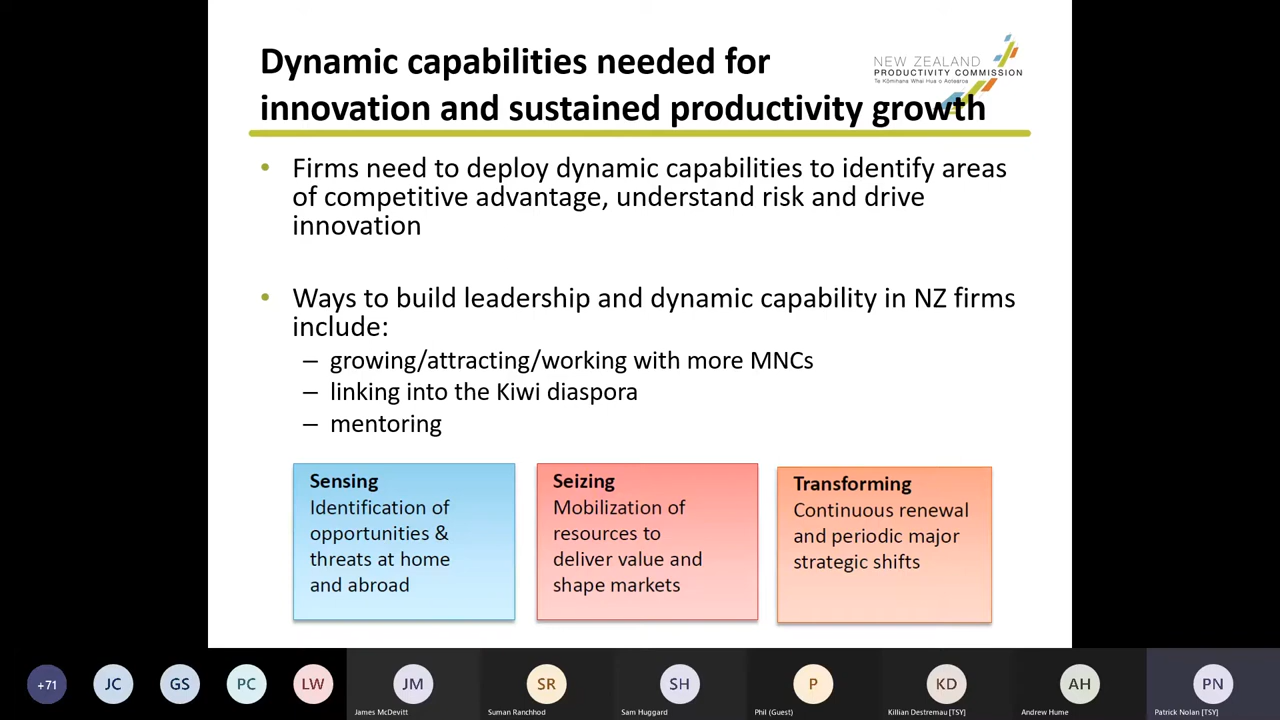 Dynamic capabilities needed for
innovation and sustained productivity growth
NEW ZEALAND
PRODUCTIVITY COMMISSION
Te Kōmihana Whai Hua o Aotearoa
• Firms need to deploy dynamic capabilities to identify areas
of competitive advantage, understand risk and drive
innovation
• Ways to build leadership and dynamic capability in NZ firms
include:
– growing/attracting/working with more MNCs
– linking into the Kiwi diaspora
– mentoring
Sensing
Identification of
opportunities &
threats at home
and abroad
Seizing
Mobilization of
resources to
deliver value and
shape markets
Transforming
Continuous renewal
and periodic major
strategic shifts
+71
JC
GS
PC
LW
JM
James McDevitt
SR
Suman Ranchhod
SH
Sam Huggard
P
Phil (Guest)
KD
Killian Destremau [TSY]
AH
Andrew Hume
PN
Patrick Nolan [TSY]